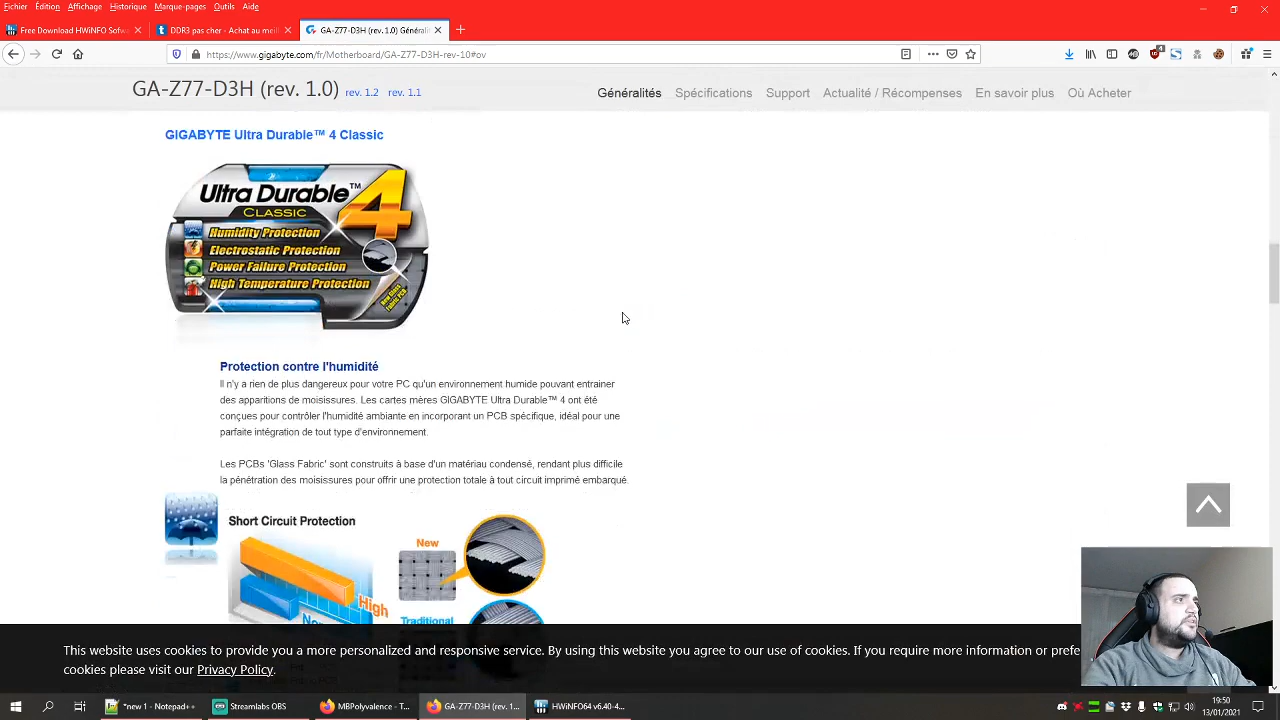 Fichier Édition Affichage Historique Marque-pages Outils Aide
Free Download HWiNFO Sofwa
DDR3 pas cher - Achat au meil
GA-Z77-D3H (rev. 1.0) Générali
https://www.gigabyte.com/fr/Motherboard/GA-Z77-D3H-rev-10#ov
GA-Z77-D3H (rev. 1.0) rev. 1.2 rev. 1.1
Généralités Spécifications Support Actualité / Récompenses En savoir plus Où Acheter
GIGABYTE Ultra Durable™ 4 Classic
Ultra Durable™ 4
CLASSIC
Humidity Protection
Electrostatic Protection
Power Failure Protection
High Temperature Protection
New Glass Fabric PCB
Protection contre l'humidité
Il n'y a rien de plus dangereux pour votre PC qu'un environnement humide pouvant entrainer
des apparitions de moisissures. Les cartes mères GIGABYTE Ultra Durable™ 4 ont été
conçues pour contrôler l'humidité ambiante en incorporant un PCB spécifique, idéal pour une
parfaite intégration de tout type d'environnement.
Les PCBs 'Glass Fabric' sont construits à base d'un matériau condensé, rendant plus difficile
la pénétration des moisissures pour offrir une protection totale à tout circuit imprimé embarqué.
Short Circuit Protection
New
High
Traditional
This website uses cookies to provide you a more personalized and responsive service. By using this website you agree to our use of cookies. If you require more information or prefe
cookies please visit our Privacy Policy.
*new 1 - Notepad++
Streamlabs OBS
MBPolyvalence - T...
GA-Z77-D3H (rev. 1....
HWiNFO64 v6.40-4...
19:50
13/01/2021